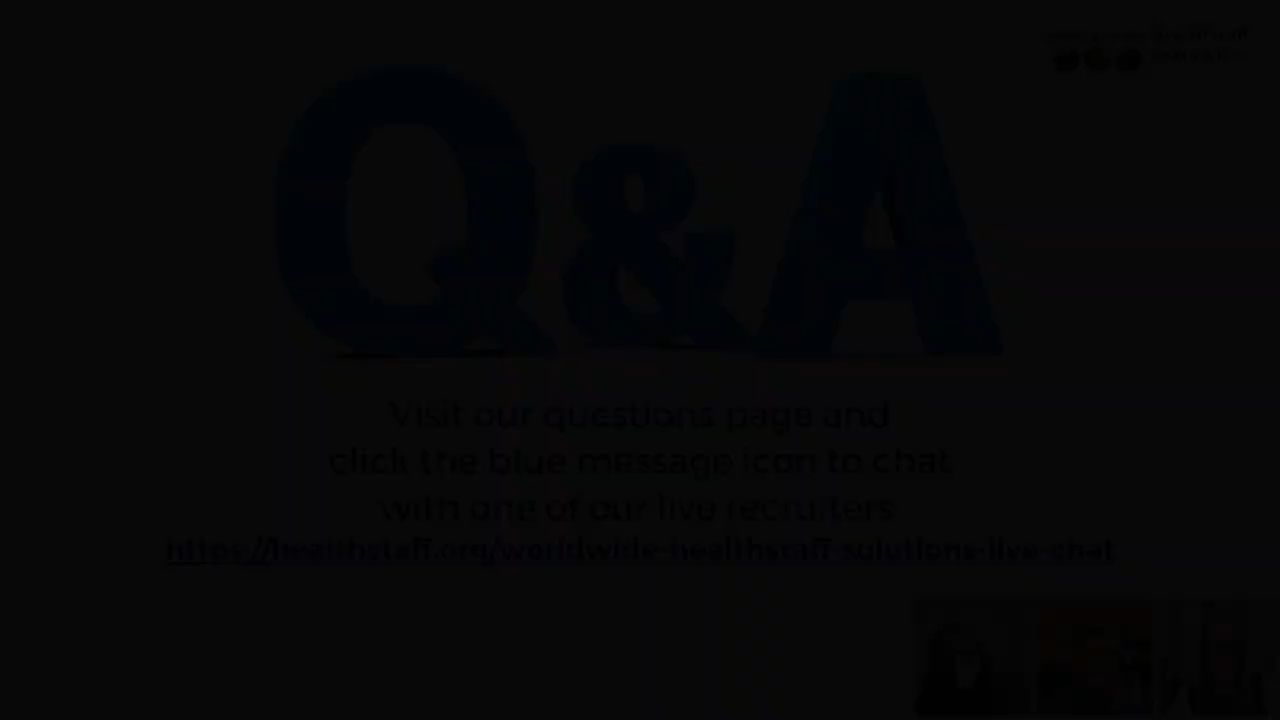 Q&A
Visit our questions page and
click the blue message icon to chat
with one of our live recruiters
https://healthstaff.org/worldwide-healthstaff-solutions-live-chat